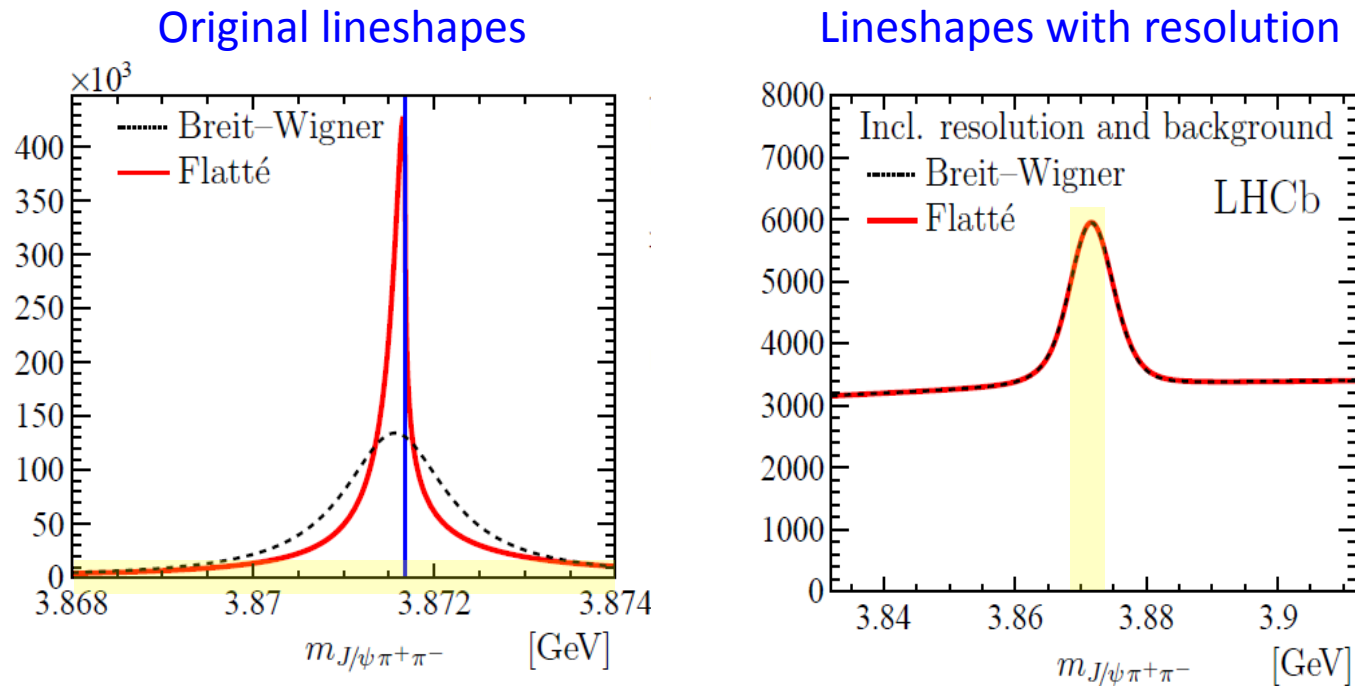 Original lineshapes
×10³
Breit–Wigner
Flatté
400
350
300
250
200
150
100
50
0
3.868 3.87 3.872 3.874
m_{J/ψ π⁺π⁻} [GeV]
Lineshapes with resolution
8000
7000
6000
5000
4000
3000
2000
1000
0
Incl. resolution and background
Breit–Wigner
Flatté
LHCb
3.84 3.86 3.88 3.9
m_{J/ψ π⁺π⁻} [GeV]